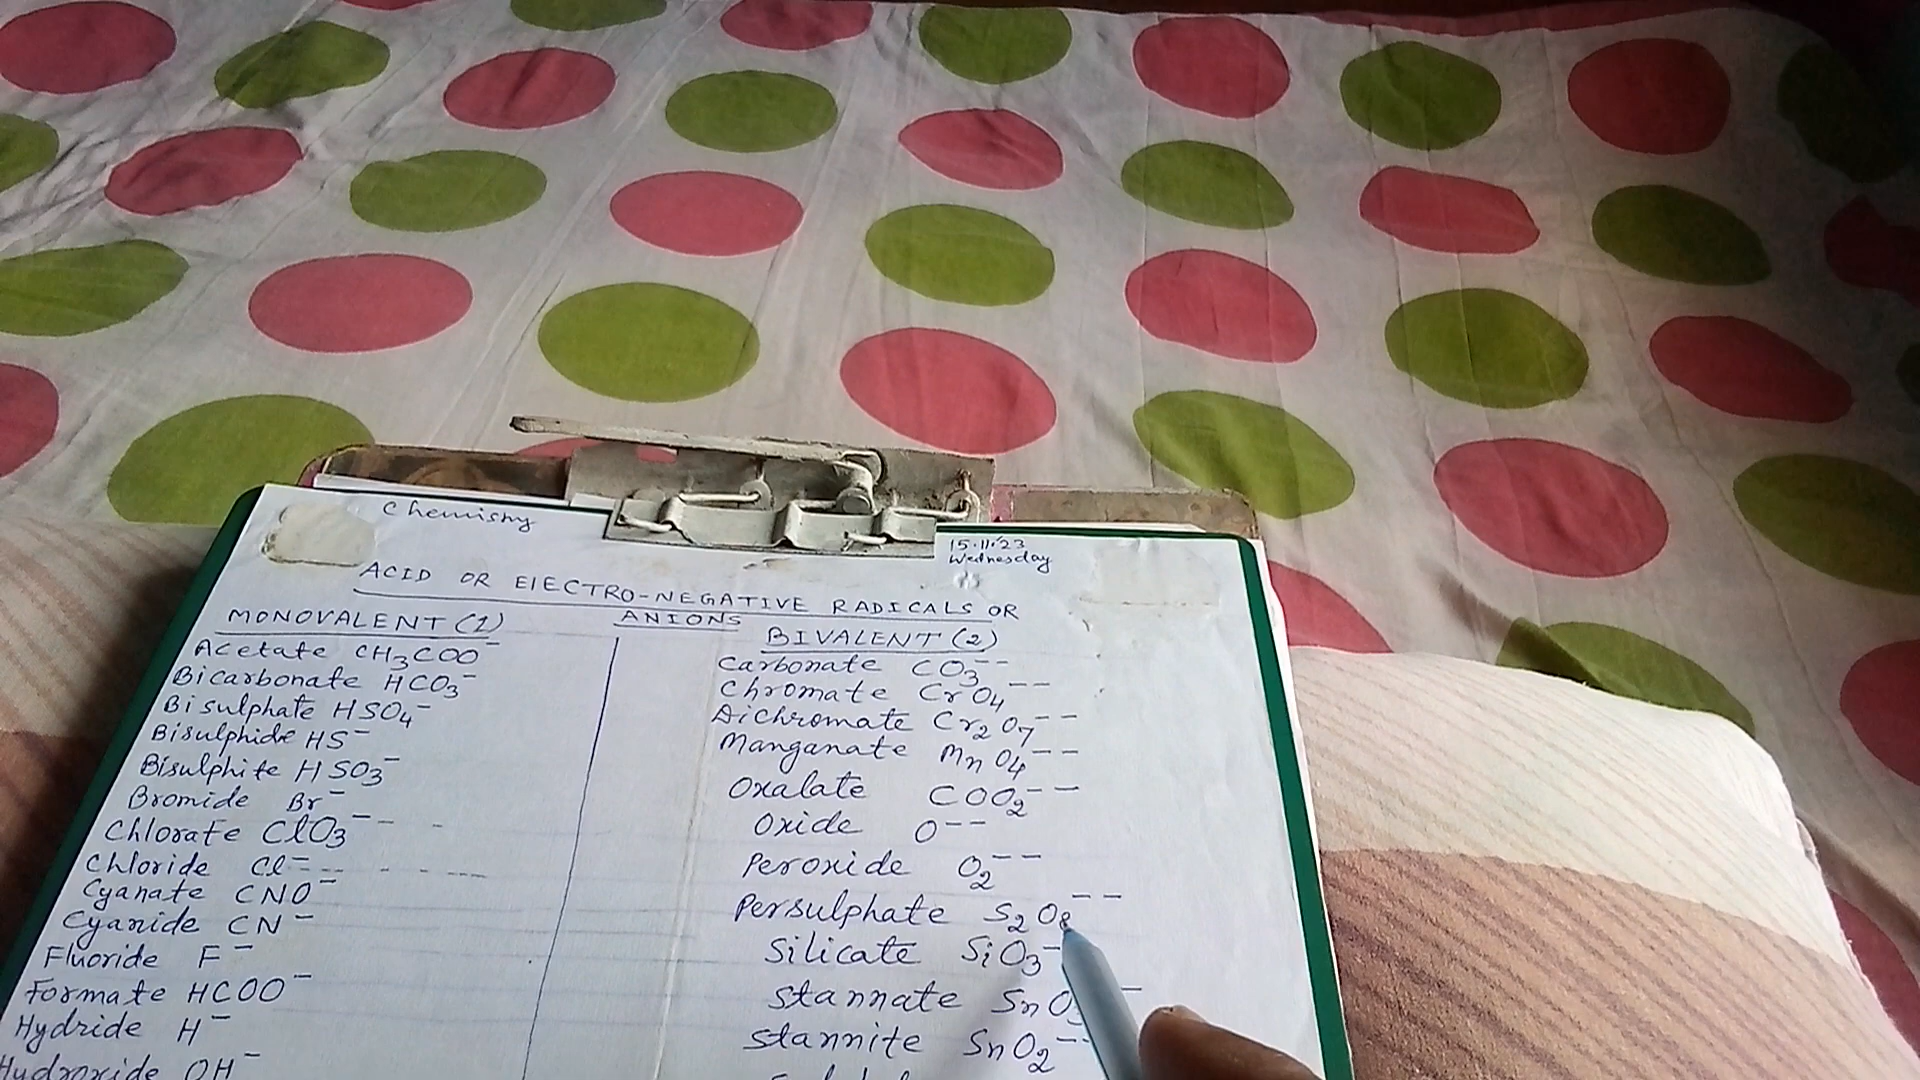 Chemistry
15.11.'23
Wednesday
ACID OR ElECTRO-NEGATIVE RADICALS OR
ANIONS
MONOVALENT (1)
Acetate CH3COO-
Bicarbonate HCO3-
Bisulphate HSO4-
Bisulphide HS-
Bisulphite HSO3-
Bromide Br-
Chlorate ClO3-
Chloride Cl-
Cyanate CNO-
Cyanide CN-
Fluoride F-
Formate HCOO-
Hydride H-
Hydroxide OH-
BIVALENT (2)
Carbonate CO3--
Chromate CrO4--
Dichromate Cr2O7--
Manganate MnO4--
Oxalate COO2--
Oxide O--
Peroxide O2--
Persulphate S2O8--
Silicate SiO3-
Stannate SnO
Stannite SnO2--